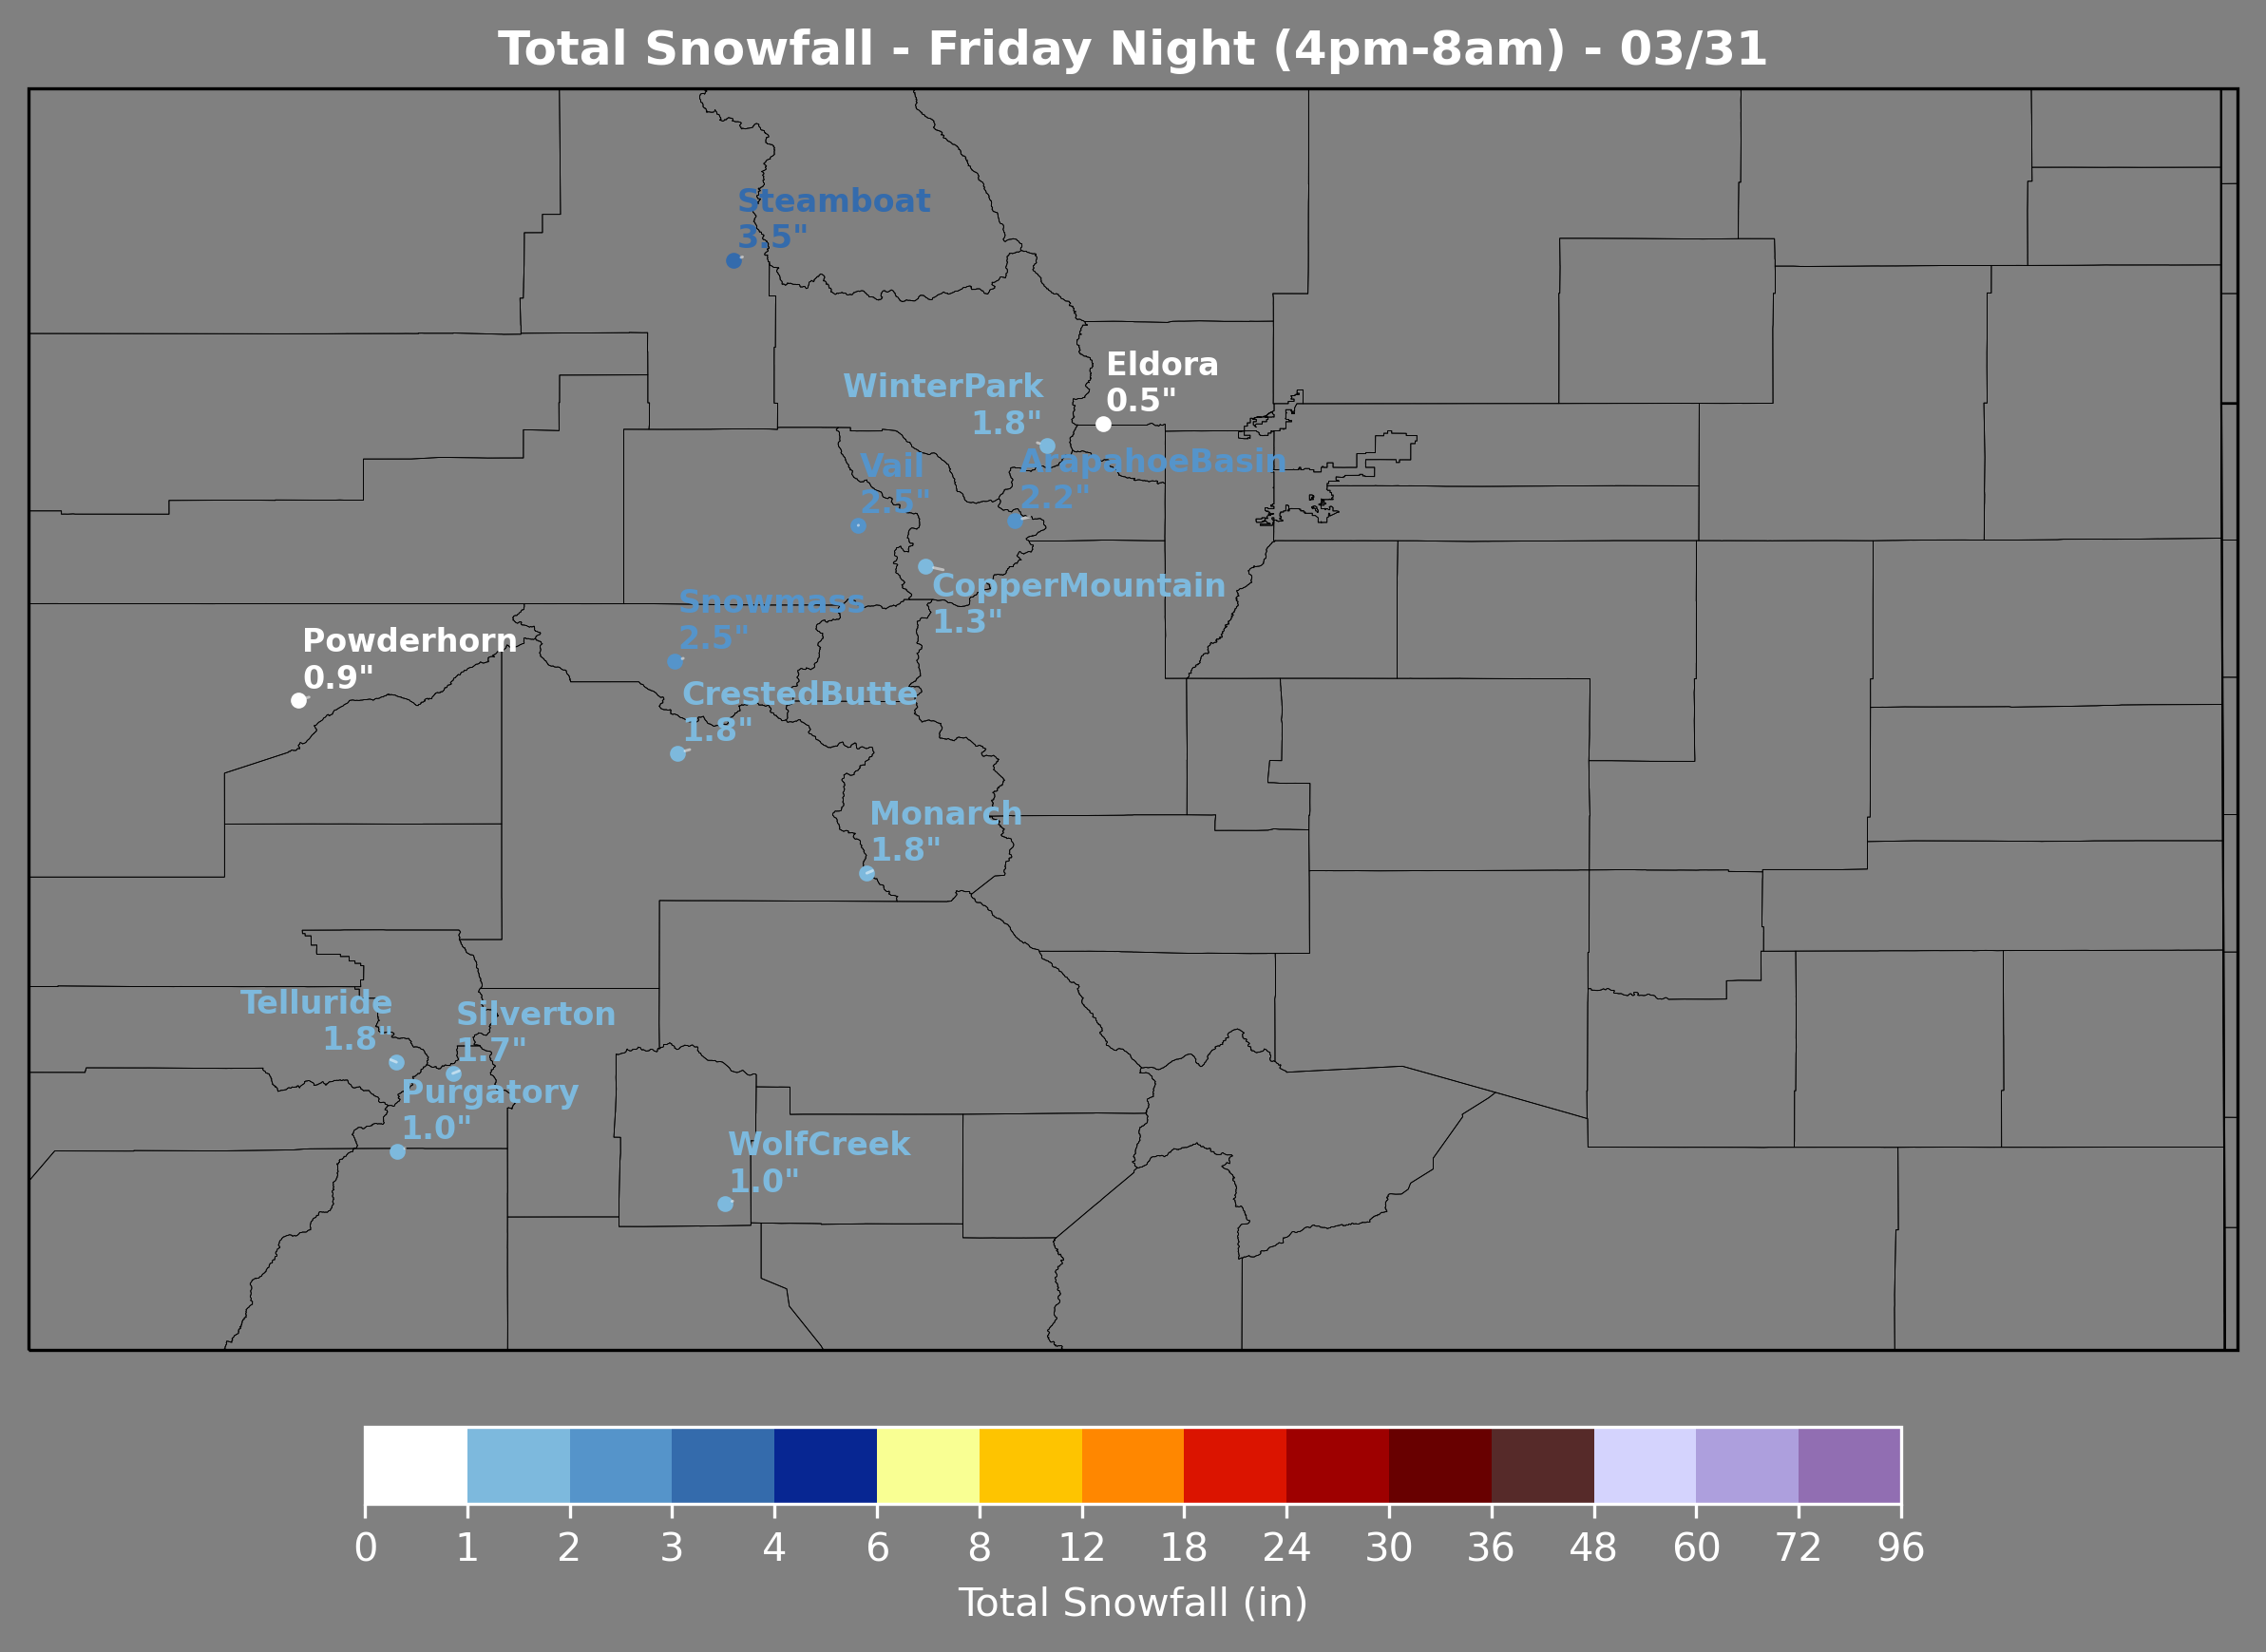 Total Snowfall - Friday Night (4pm-8am) - 03/31
Steamboat
3.5"
Eldora
0.5"
WinterPark
1.8"
Vail
2.5"
ArapahoeBasin
2.2"
CopperMountain
1.3"
Snowmass
2.5"
Powderhorn
0.9"
CrestedButte
1.8"
Monarch
1.8"
Telluride
1.8"
Silverton
1.7"
Purgatory
1.0"
WolfCreek
1.0"
0 1 2 3 4 6 8 12 18 24 30 36 48 60 72 96
Total Snowfall (in)